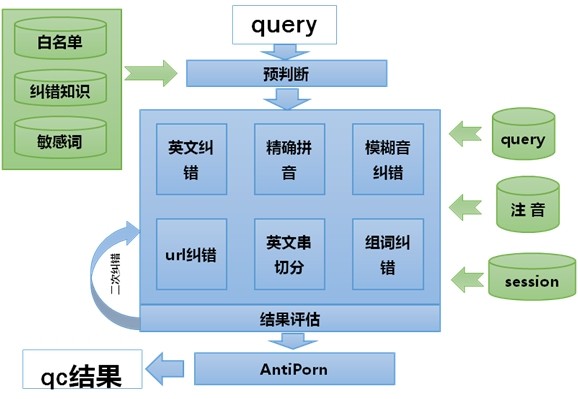 query
白名单
纠错知识
敏感词
预判断
英文纠
错
精确拼
音
模糊音
纠错
url纠错
英文串
切分
组词纠
错
query
注 音
session
二次纠错
结果评估
AntiPorn
qc结果